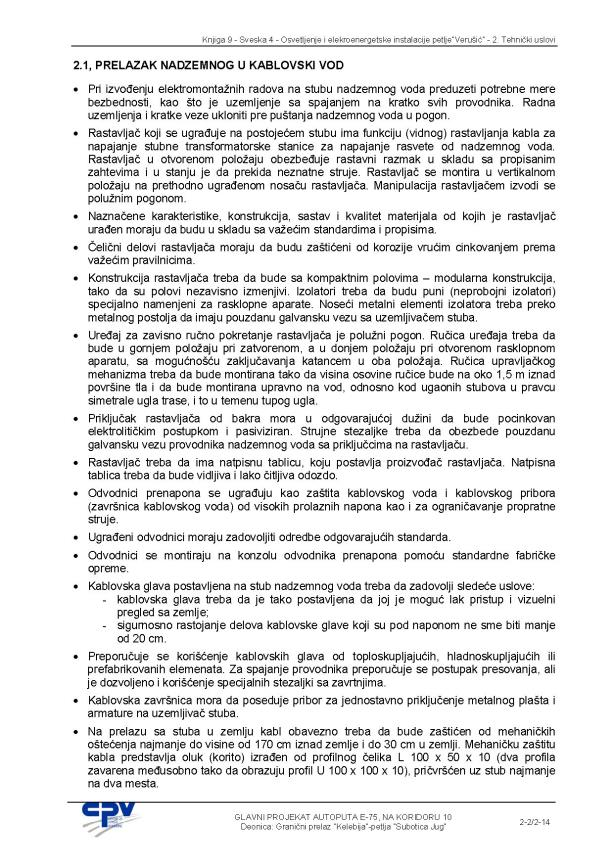 Knjiga 9 - Sveska 4 - Osvetljenje i elekroenergetske instalacije petlje"Verušić" - 2. Tehnički uslovi
2.1, PRELAZAK NADZEMNOG U KABLOVSKI VOD
• Pri izvođenju elektromontažnih radova na stubu nadzemnog voda preduzeti potrebne mere
bezbednosti, kao što je uzemljenje sa spajanjem na kratko svih provodnika. Radna
uzemljenja i kratke veze ukloniti pre puštanja nadzemnog voda u pogon.
• Rastavljač koji se ugrađuje na postojećem stubu ima funkciju (vidnog) rastavljanja kabla za
napajanje stubne transformatorske stanice za napajanje rasvete od nadzemnog voda.
Rastavljač u otvorenom položaju obezbeđuje rastavni razmak u skladu sa propisanim
zahtevima i u stanju je da prekida neznatne struje. Rastavljač se montira u vertikalnom
položaju na prethodno ugrađenom nosaču rastavljača. Manipulacija rastavljačem izvodi se
polužnim pogonom.
• Naznačene karakteristike, konstrukcija, sastav i kvalitet materijala od kojih je rastavljač
urađen moraju da budu u skladu sa važećim standardima i propisima.
• Čelični delovi rastavljača moraju da budu zaštićeni od korozije vrućim cinkovanjem prema
važećim pravilnicima.
• Konstrukcija rastavljača treba da bude sa kompaktnim polovima – modularna konstrukcija,
tako da su polovi nezavisno izmenjivi. Izolatori treba da budu puni (neprobojni izolatori)
specijalno namenjeni za rasklopne aparate. Noseći metalni elementi izolatora treba preko
metalnog postolja da imaju pouzdanu galvansku vezu sa uzemljivačem stuba.
• Uređaj za zavisno ručno pokretanje rastavljača je polužni pogon. Ručica uređaja treba da
bude u gornjem položaju pri zatvorenom, a u donjem položaju pri otvorenom rasklopnom
aparatu, sa mogućnošću zaključavanja katancem u oba položaja. Ručica upravljačkog
mehanizma treba da bude montirana tako da visina osovine ručice bude na oko 1,5 m iznad
površine tla i da bude montirana upravno na vod, odnosno kod ugaonih stubova u pravcu
simetrale ugla trase, i to u temenu tupog ugla.
• Priključak rastavljača od bakra mora u odgovarajućoj dužini da bude pocinkovan
elektrolitičkim postupkom i pasiviziran. Strujne stezaljke treba da obezbede pouzdanu
galvansku vezu provodnika nadzemnog voda sa priključcima na rastavljaču.
• Rastavljač treba da ima natpisnu tablicu, koju postavlja proizvođač rastavljača. Natpisna
tablica treba da bude vidljiva i lako čitljiva odozdo.
• Odvodnici prenapona se ugrađuju kao zaštita kablovskog voda i kablovskog pribora
(završnica kablovskog voda) od visokih prolaznih napona kao i za ograničavanje propratne
struje.
• Ugrađeni odvodnici moraju zadovoljiti odredbe odgovarajućih standarda.
• Odvodnici se montiraju na konzolu odvodnika prenapona pomoću standardne fabričke
opreme.
• Kablovska glava postavljena na stub nadzemnog voda treba da zadovolji sledeće uslove:
- kablovska glava treba da je tako postavljena da joj je moguć lak pristup i vizuelni
pregled sa zemlje;
- sigurnosno rastojanje delova kablovske glave koji su pod naponom ne sme biti manje
od 20 cm.
• Preporučuje se korišćenje kablovskih glava od toploskupljajućih, hladnoskupljajućih ili
prefabrikovanih elemenata. Za spajanje provodnika preporučuje se postupak presovanja, ali
je dozvoljeno i korišćenje specijalnih stezaljki sa zavrtnjima.
• Kablovska završnica mora da poseduje pribor za jednostavno priključenje metalnog plašta i
armature na uzemljivač stuba.
• Na prelazu sa stuba u zemlju kabl obavezno treba da bude zaštićen od mehaničkih
oštećenja najmanje do visine od 170 cm iznad zemlje i do 30 cm u zemlji. Mehaničku zaštitu
kabla predstavlja oluk (korito) izrađen od profilnog čelika L 100 x 50 x 10 (dva profila
zavarena međusobno tako da obrazuju profil U 100 x 100 x 10), pričvršćen uz stub najmanje
na dva mesta.
CPV
GLAVNI PROJEKAT AUTOPUTA E-75, NA KORIDORU 10
Deonica: Granični prelaz "Kelebija"-petlja "Subotica Jug"
2-2/2-14